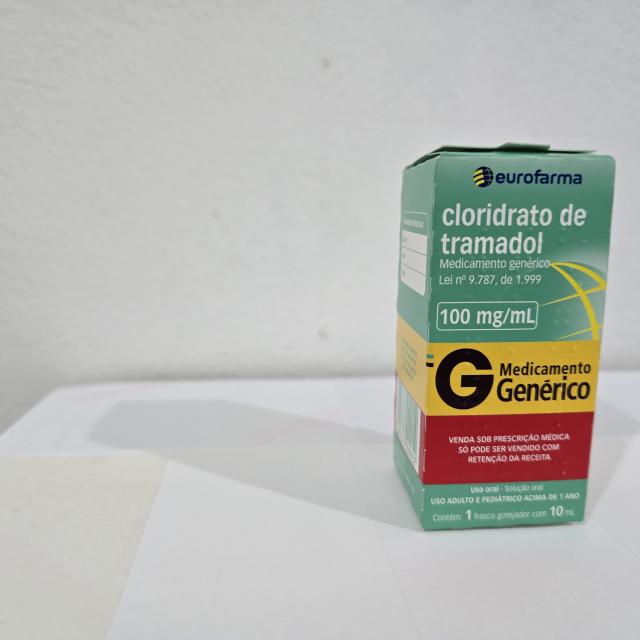 eurofarma
cloridrato de
tramadol
Medicamento genérico
Lei nº 9.787, de 1.999
100 mg/mL
G Medicamento
Genérico
VENDA SOB PRESCRIÇÃO MÉDICA
SÓ PODE SER VENDIDO COM
RETENÇÃO DA RECEITA
Uso oral - Solução oral
USO ADULTO E PEDIÁTRICO ACIMA DE 1 ANO
Contém: 1 frasco gotejador com 10 mL